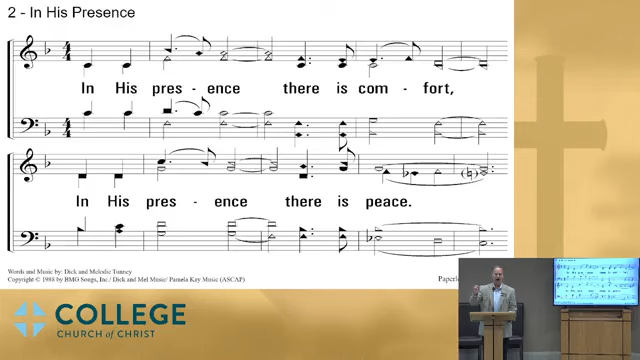 2 - In His Presence
In His pres - ence there is com - fort,
In His pres - ence there is peace.
Words and Music by: Dick and Melodie Tunney
Copyright © 1988 by BMG Songs, Inc./ Dick and Mel Music/ Pamela Kay Music (ASCAP)
COLLEGE
CHURCH of CHRIST